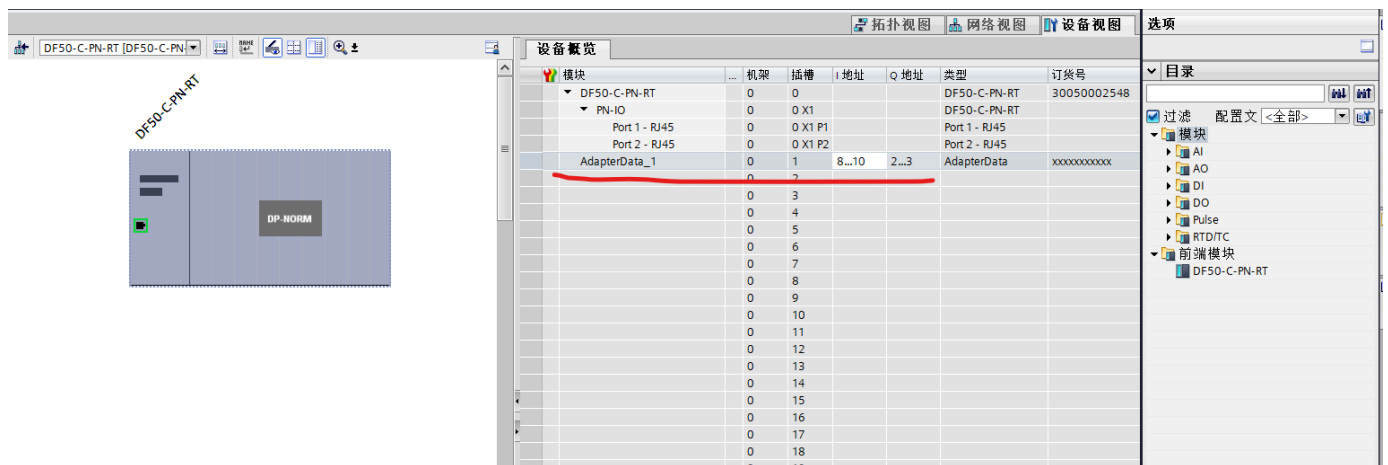 拓扑视图 网络视图 设备视图 选项
DF50-C-PN-RT [DF50-C-PN- 设备概览
模块 ... 机架 插槽 I 地址 Q 地址 类型 订货号 目录
DF50-C-PN-RT 0 0 DF50-C-PN-RT 30050002548
PN-IO 0 0 X1 DF50-C-PN-RT
Port 1 - RJ45 0 0 X1 P1 Port 1 - RJ45
Port 2 - RJ45 0 0 X1 P2 Port 2 - RJ45
AdapterData_1 0 1 8...10 2...3 AdapterData xxxxxxxxxxx
0 2
0 3
0 4
0 5
0 6
0 7
0 8
0 9
0 10
0 11
0 12
0 13
0 14
0 15
0 16
0 17
0 18
DF50-C-PN-RT
DP-NORM
过滤 配置文 <全部>
模块
AI
AO
DI
DO
Pulse
RTD/TC
前端模块
DF50-C-PN-RT